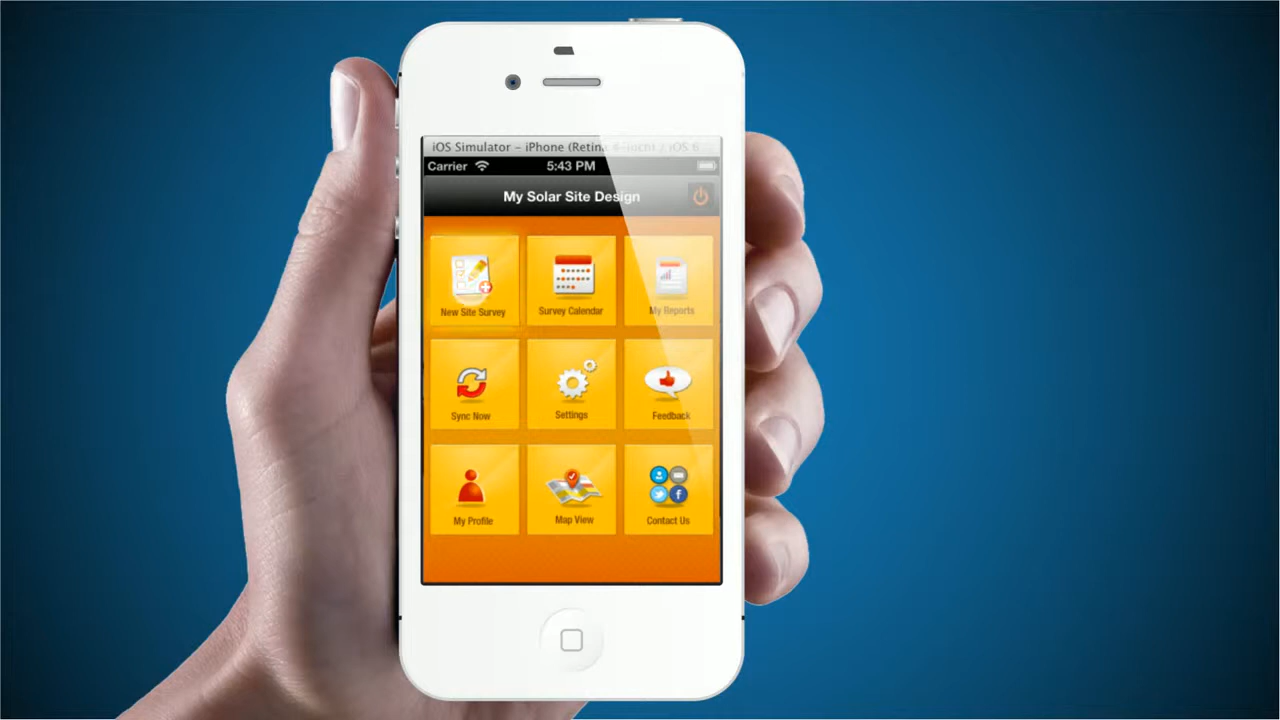 iOS Simulator – iPhone (Retina 4-inch) / iOS 6
Carrier 5:43 PM
My Solar Site Design
New Site Survey Survey Calendar My Reports
Sync Now Settings Feedback
My Profile Map View Contact Us